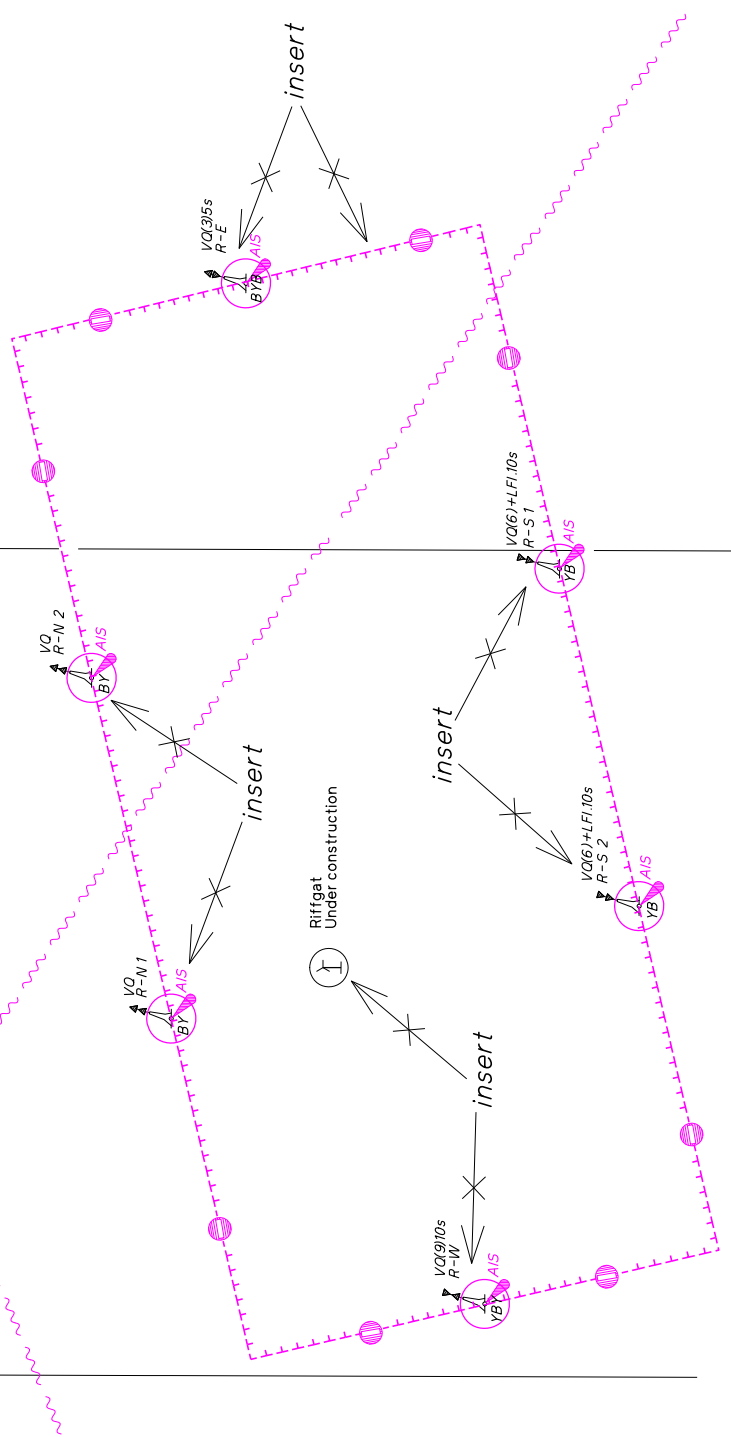 insert
VQ(3)5s
R-E
AIS
BYB
VQ(6)+LFl.10s
R-S 1
AIS
YB
VQ
R-N 2
AIS
BY
insert
insert
VQ(6)+LFl.10s
R-S 2
AIS
YB
Riffgat
Under construction
VQ
R-N 1
AIS
BY
insert
VQ(9)10s
R-W
AIS
YBY